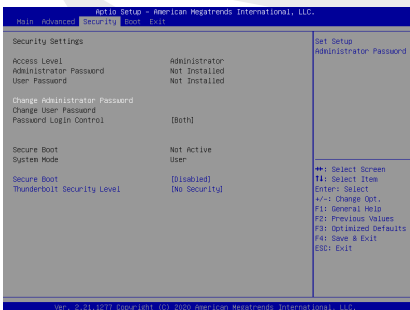 Aptio Setup - American Megatrends International, LLC.
Main Advanced Security Boot Exit
Security Settings
Access Level Administrator
Administrator Password Not Installed
User Password Not Installed
Change Administrator Password
Change User Password
Password Login Control [Both]
Secure Boot Not Active
System Mode User
Secure Boot [Disabled]
Thunderbolt Security Level [No Security]
Set Setup
Administrator Password
→←: Select Screen
↑↓: Select Item
Enter: Select
+/-: Change Opt.
F1: General Help
F2: Previous Values
F3: Optimized Defaults
F4: Save & Exit
ESC: Exit
Ver. 2.21.1277 Copyright (C) 2020 American Megatrends International, LLC.